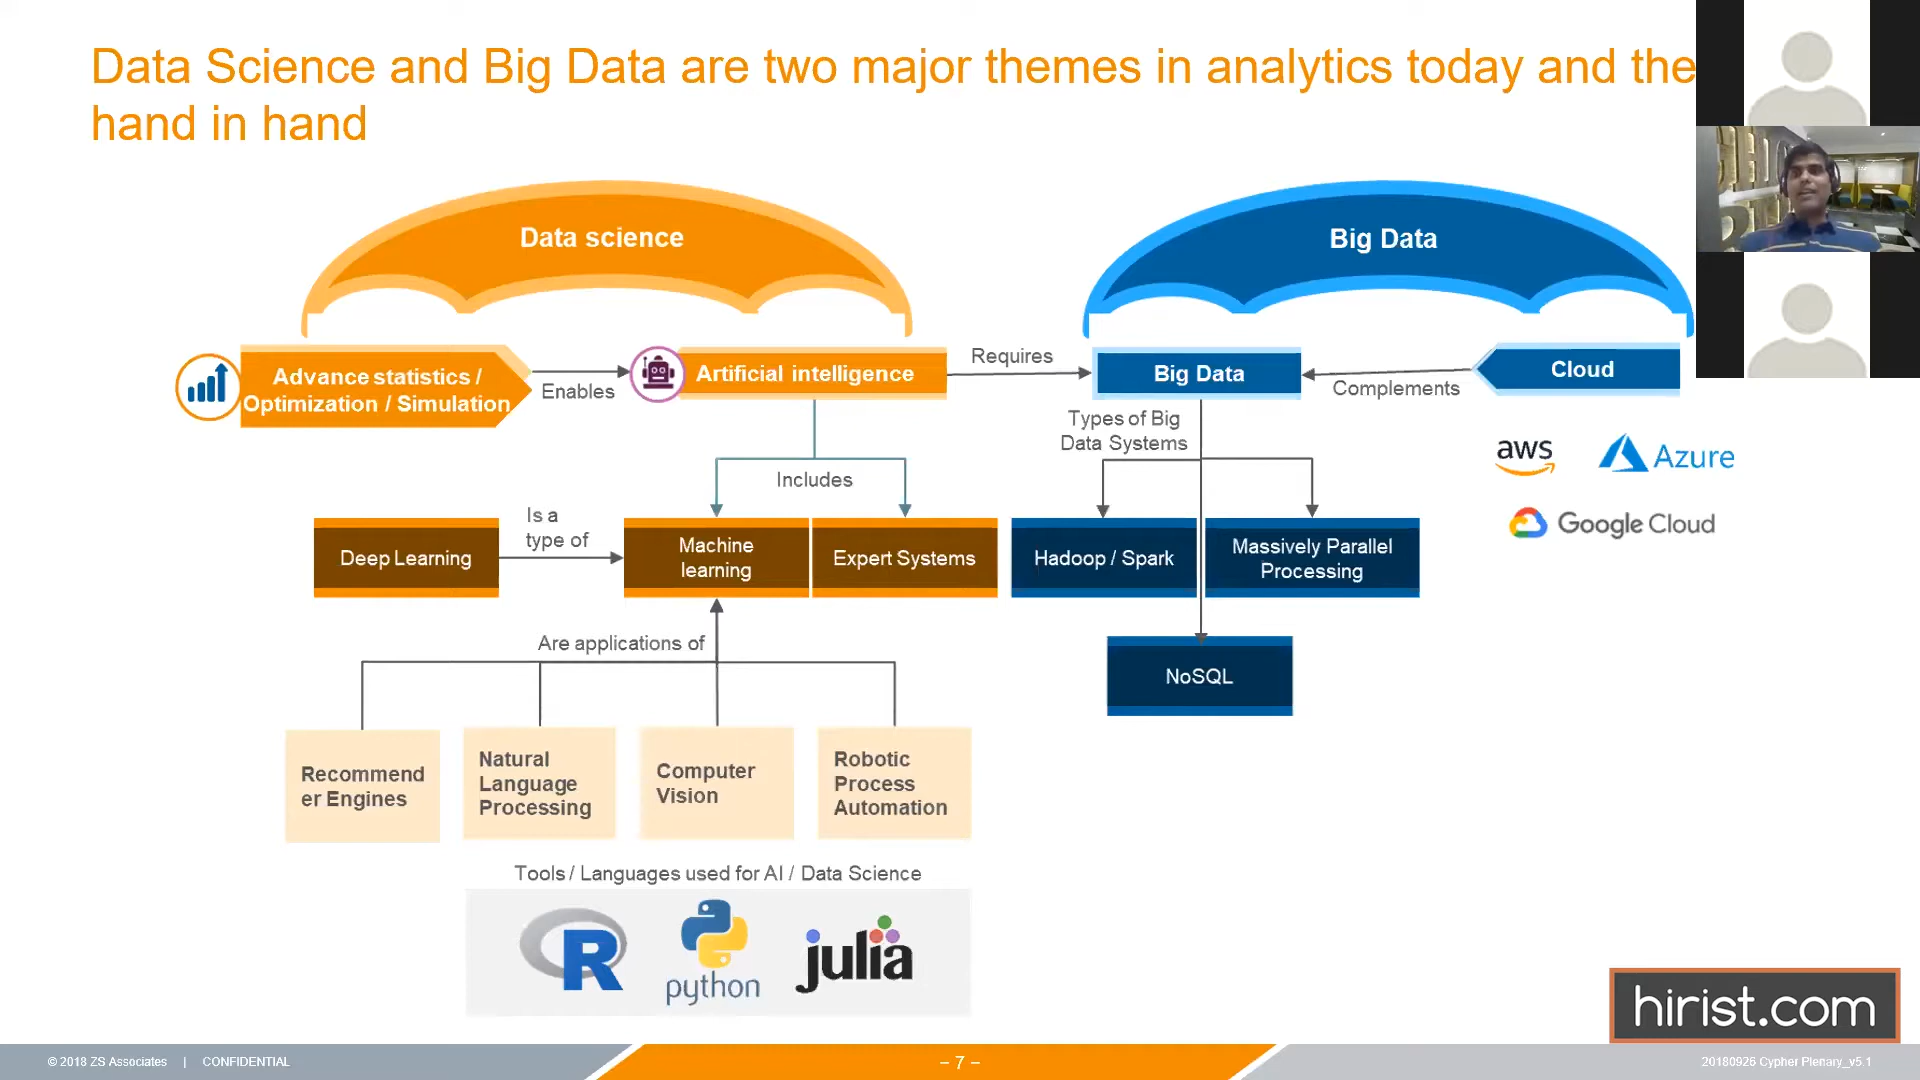 Data Science and Big Data are two major themes in analytics today and the
hand in hand
Data science
Big Data
Advance statistics /
Optimization / Simulation
Enables
Artificial intelligence
Requires
Big Data
Complements
Cloud
Types of Big
Data Systems
aws
Azure
Google Cloud
Includes
Deep Learning
Is a
type of
Machine
learning
Expert Systems
Hadoop / Spark
Massively Parallel
Processing
Are applications of
NoSQL
Recommend
er Engines
Natural
Language
Processing
Computer
Vision
Robotic
Process
Automation
Tools / Languages used for AI / Data Science
R
python
julia
hirist.com
© 2018 ZS Associates | CONFIDENTIAL
– 7 –
20180926 Cypher Plenary_v5.1